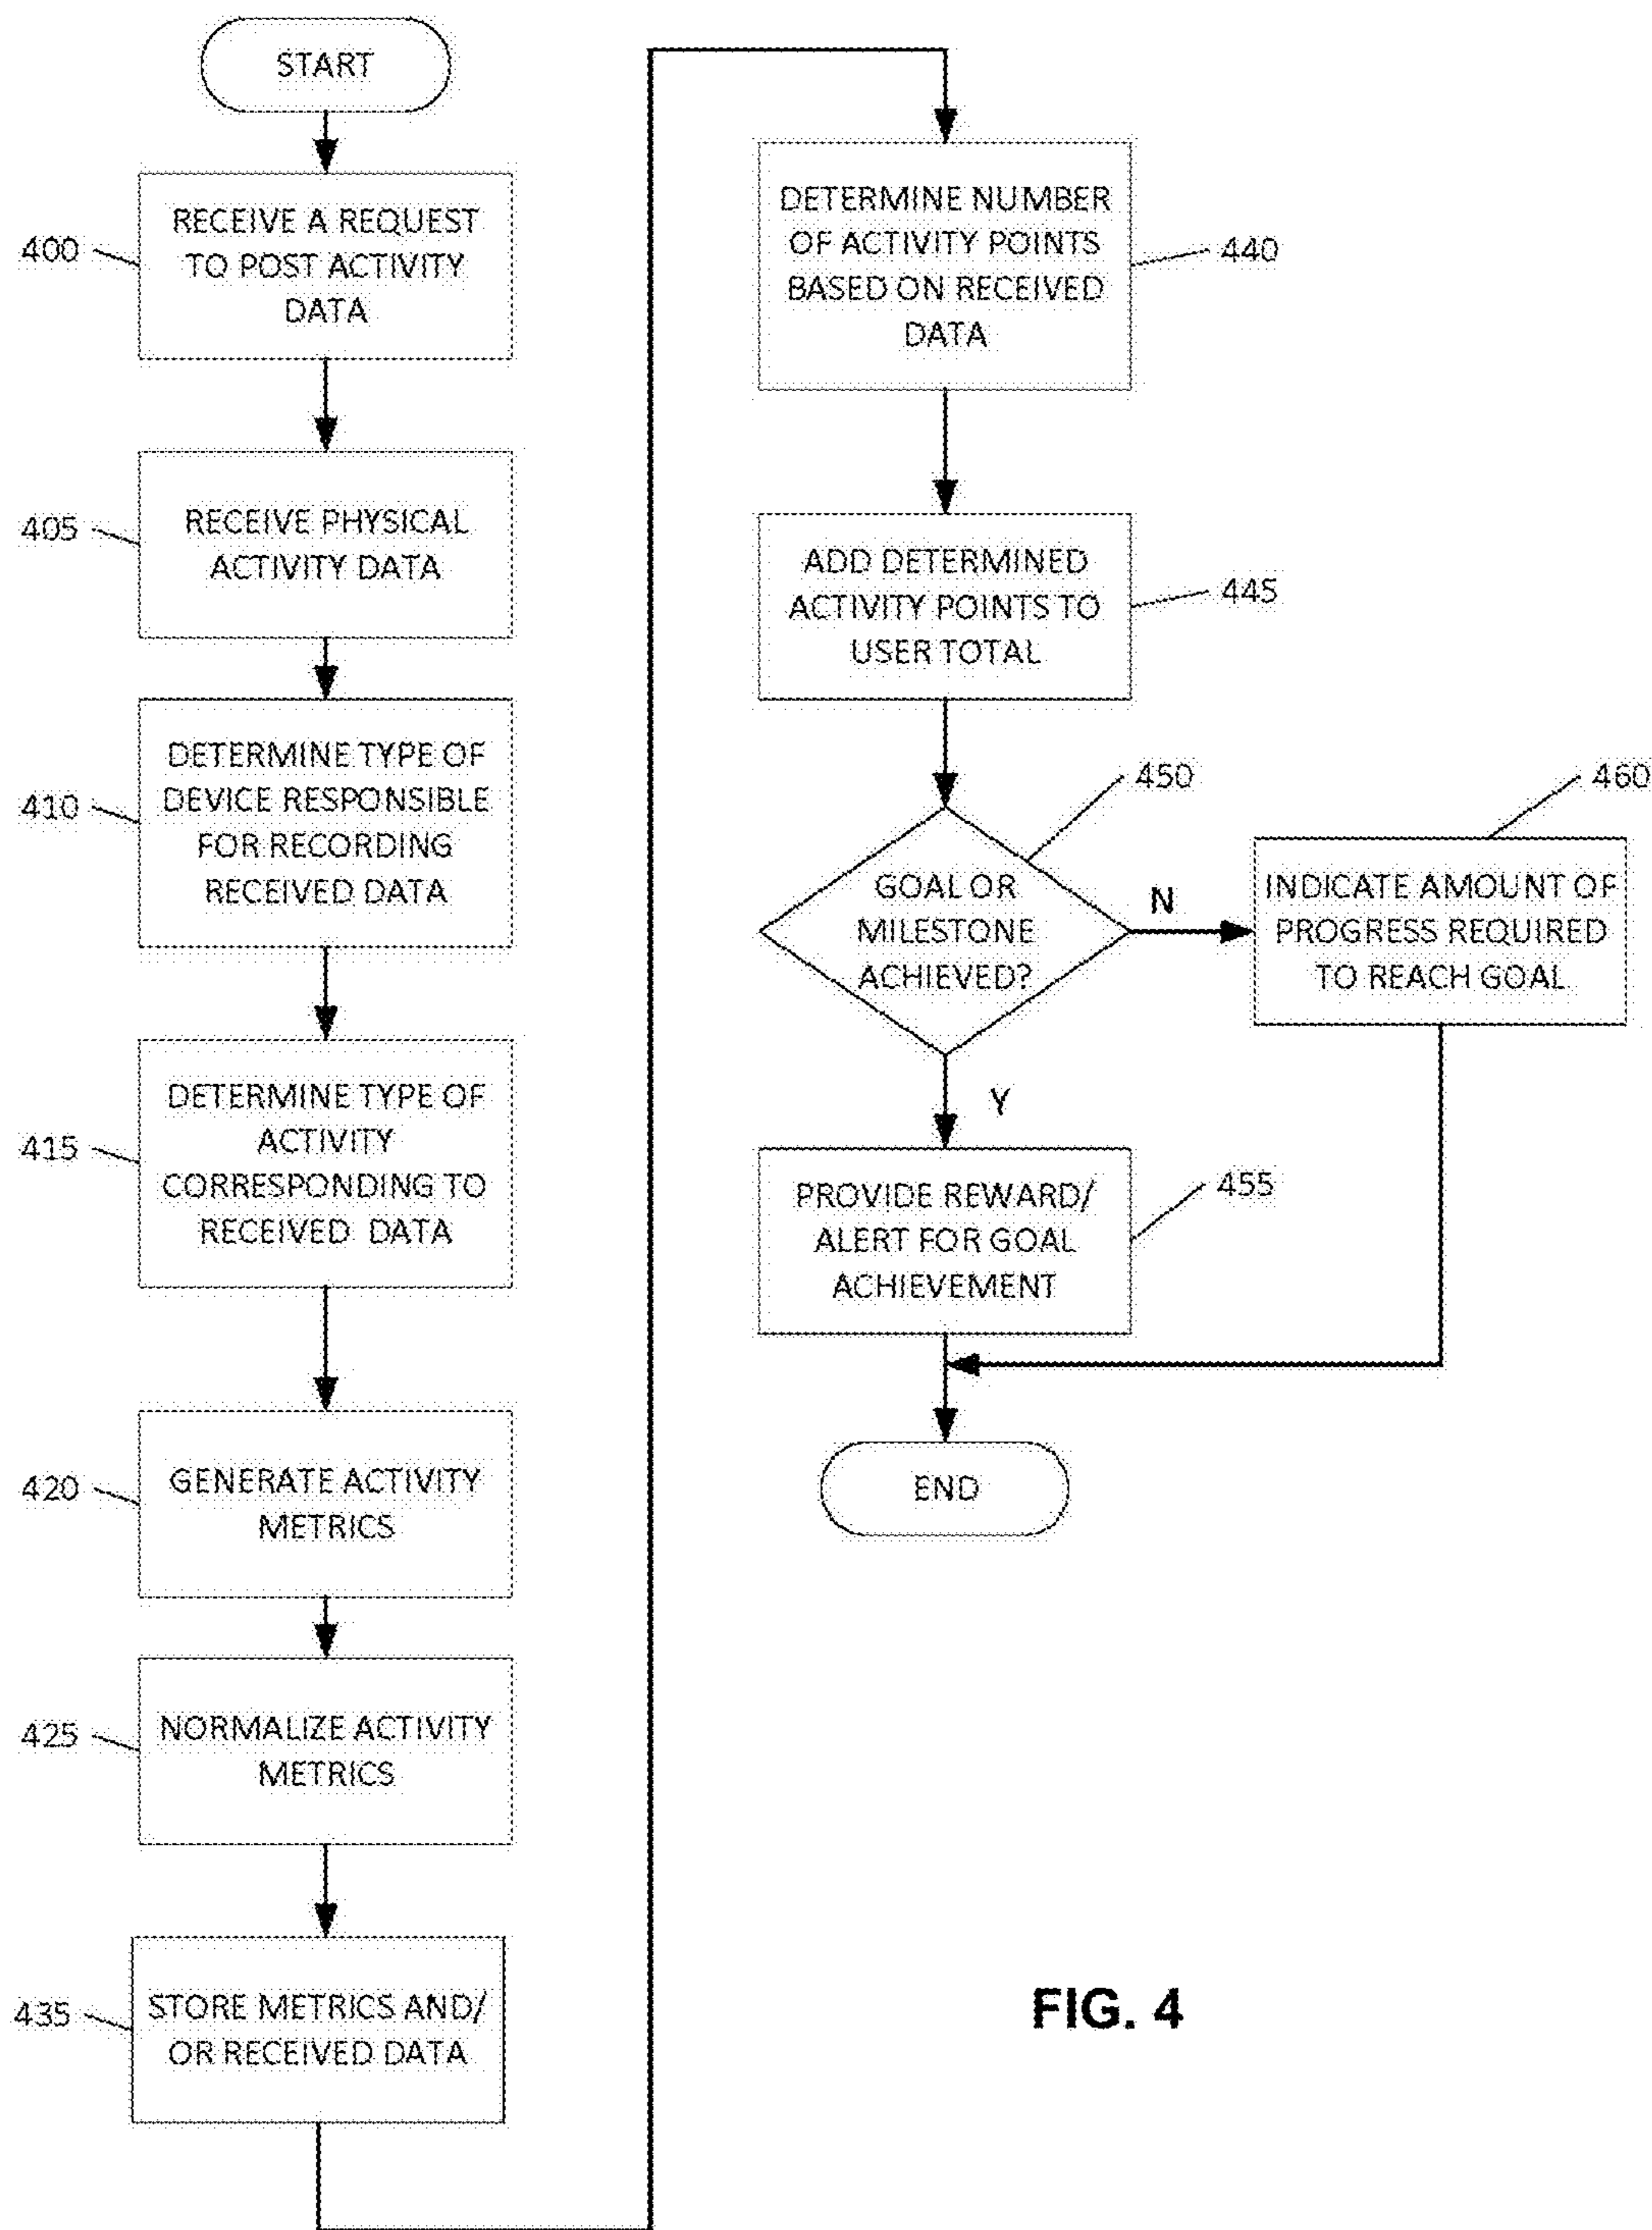 START
400
RECEIVE A REQUEST
TO POST ACTIVITY
DATA
405
RECEIVE PHYSICAL
ACTIVITY DATA
410
DETERMINE TYPE OF
DEVICE RESPONSIBLE
FOR RECORDING
RECEIVED DATA
415
DETERMINE TYPE OF
ACTIVITY
CORRESPONDING TO
RECEIVED DATA
420
GENERATE ACTIVITY
METRICS
425
NORMALIZE ACTIVITY
METRICS
435
STORE METRICS AND/
OR RECEIVED DATA
DETERMINE NUMBER
OF ACTIVITY POINTS
BASED ON RECEIVED
DATA
440
ADD DETERMINED
ACTIVITY POINTS TO
USER TOTAL
445
450
GOAL OR
MILESTONE
ACHIEVED?
N
460
INDICATE AMOUNT OF
PROGRESS REQUIRED
TO REACH GOAL
Y
PROVIDE REWARD/
ALERT FOR GOAL
ACHIEVEMENT
455
END
FIG. 4